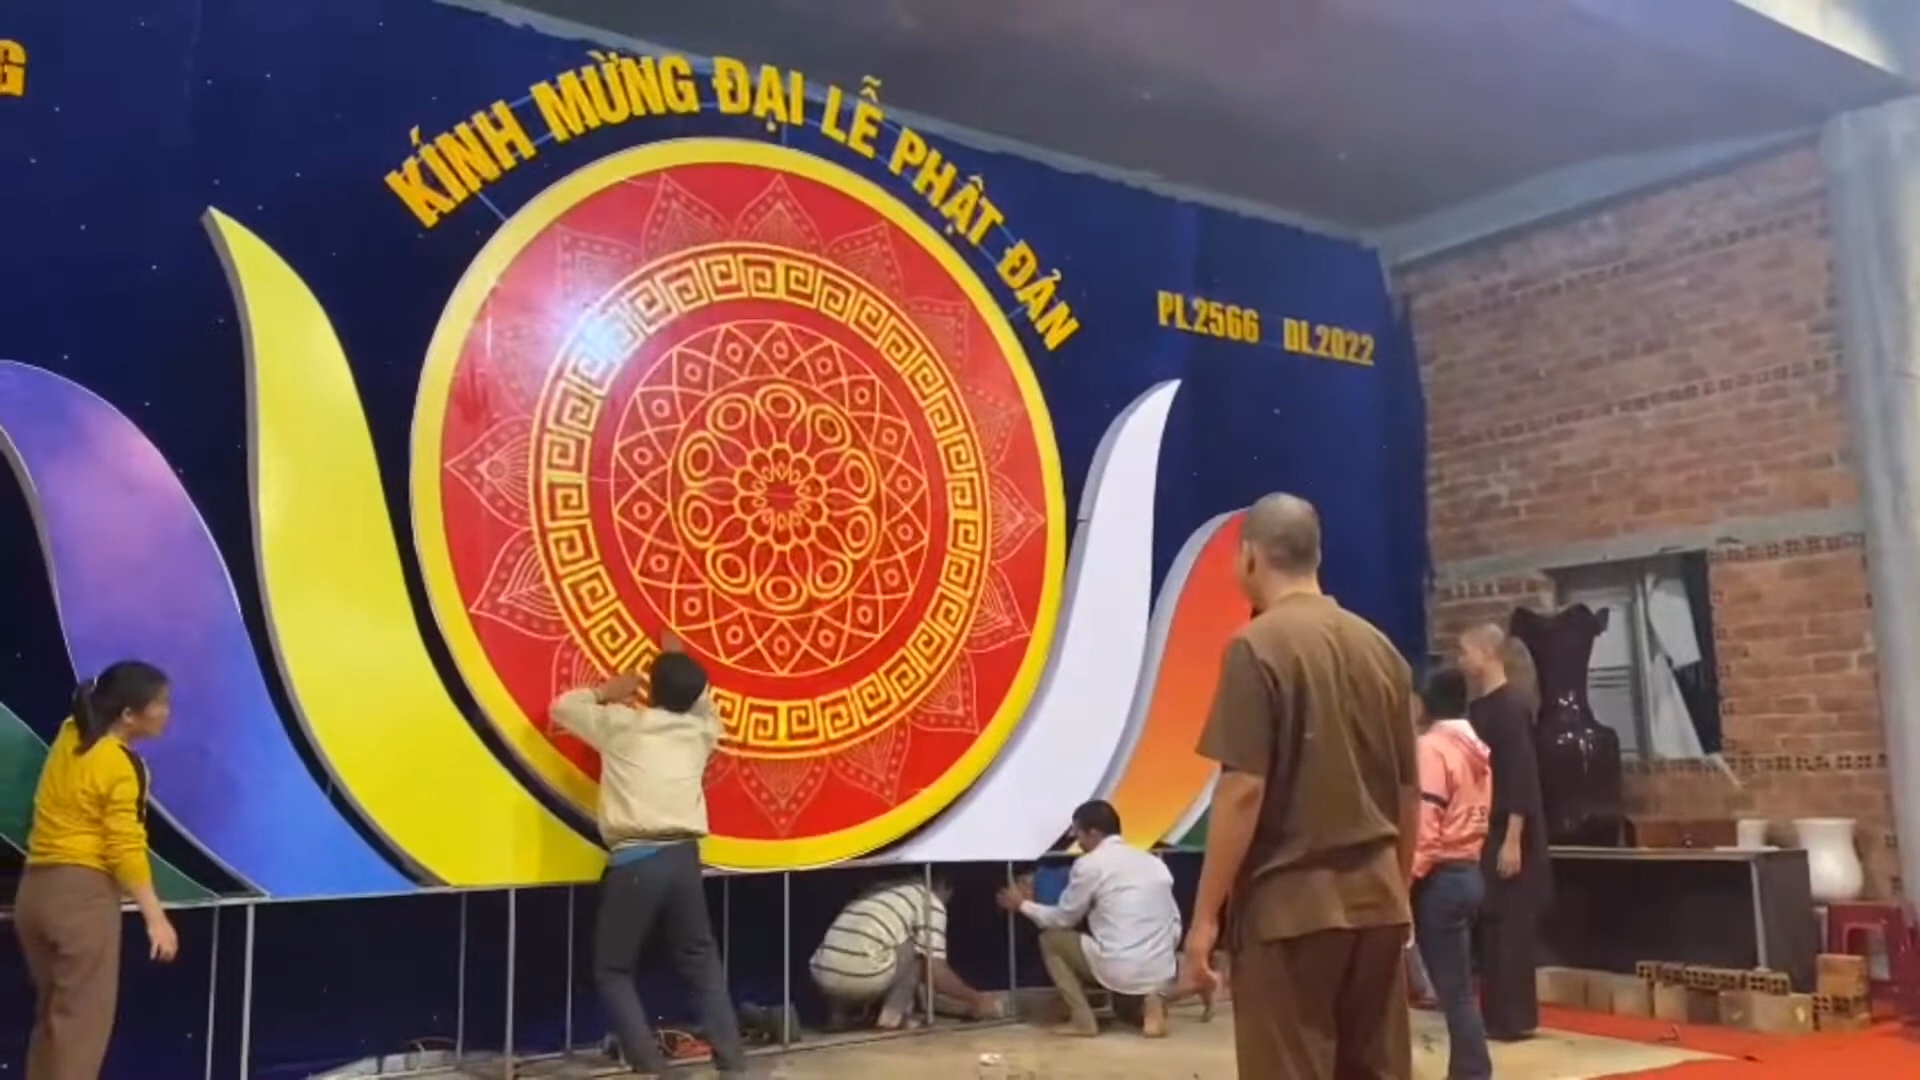 G
KÍNH MỪNG ĐẠI LỄ PHẬT ĐẢN
PL.2566 DL.2022